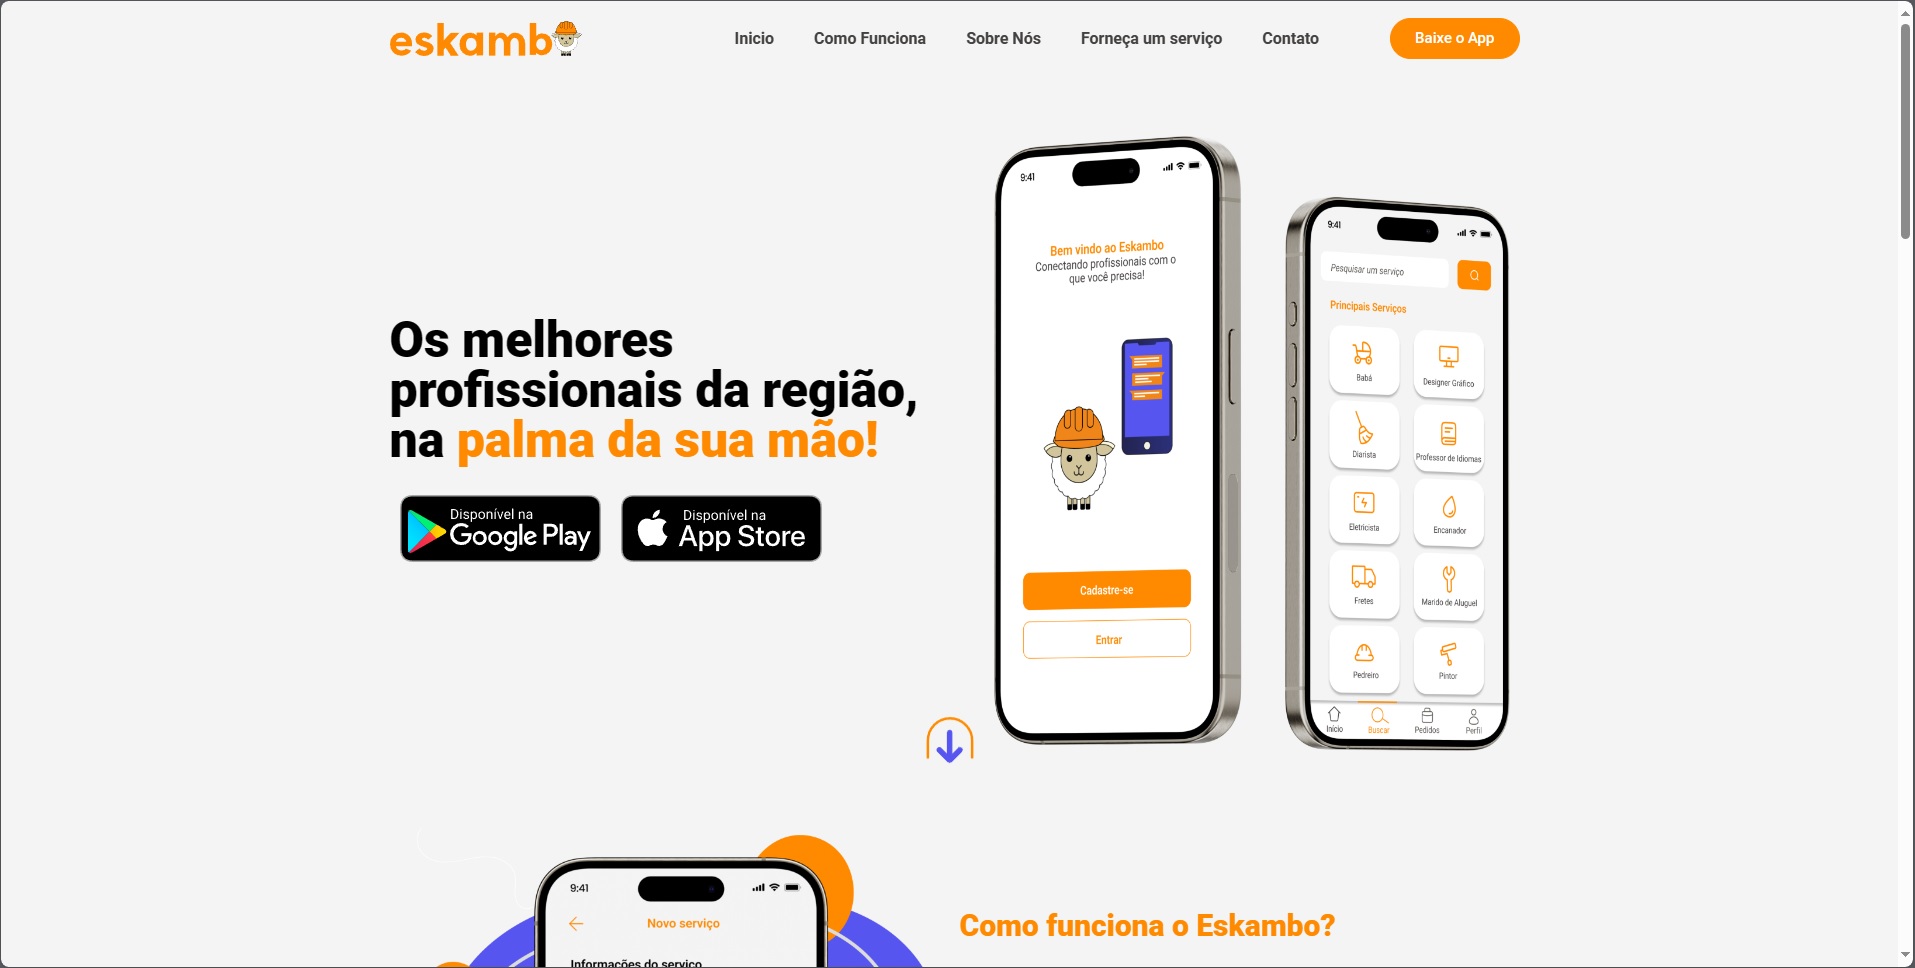 eskambo
Inicio
Como Funciona
Sobre Nós
Forneça um serviço
Contato
Baixe o App
Os melhores
profissionais da região,
na palma da sua mão!
Disponível na
Google Play
Disponível na
App Store
9:41
Bem vindo ao Eskambo
Conectando profissionais com o
que você precisa!
Cadastre-se
Entrar
9:41
Pesquisar um serviço
Principais Serviços
Babá
Designer Gráfico
Diarista
Professor de Idiomas
Eletricista
Encanador
Fretes
Marido de Aluguel
Pedreiro
Pintor
Início
Buscar
Pedidos
Perfil
9:41
Novo serviço
Informações do serviço
Como funciona o Eskambo?